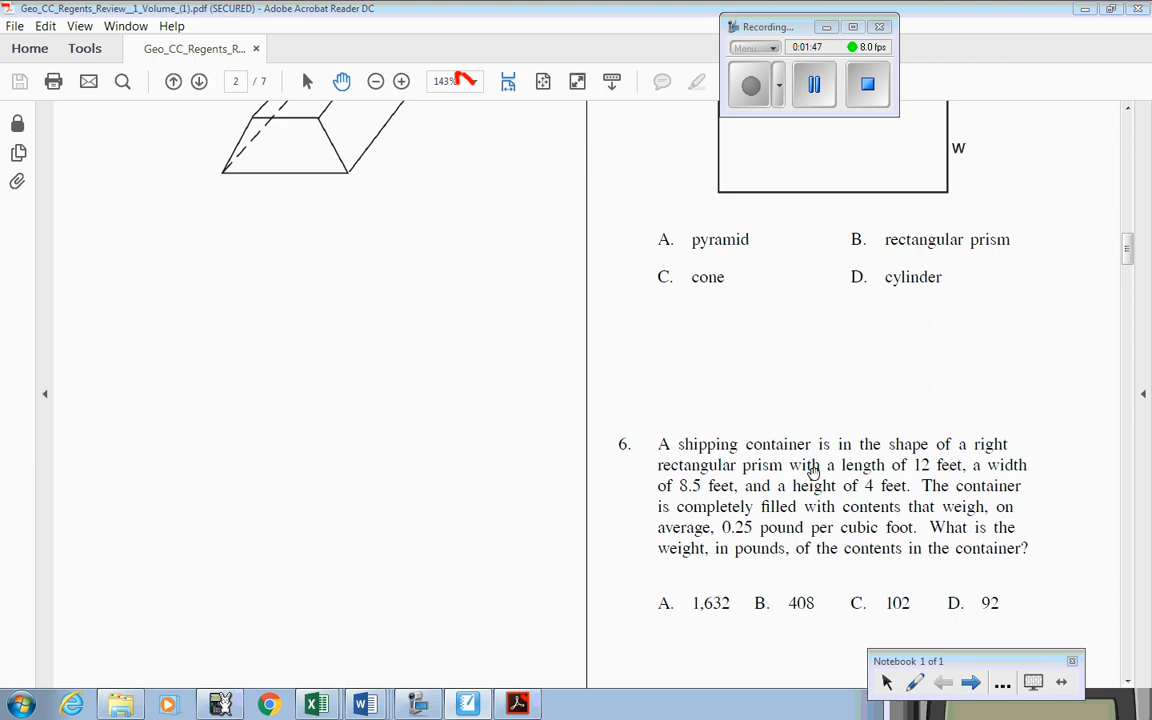 Geo_CC_Regents_Review__1_Volume_(1).pdf (SECURED) - Adobe Acrobat Reader DC
File Edit View Window Help
Home Tools Geo_CC_Regents_R... ×
2 / 7 143%
Recording...
Menu 0:01:47 8.0 fps
w
A. pyramid B. rectangular prism
C. cone D. cylinder
6. A shipping container is in the shape of a right
rectangular prism with a length of 12 feet, a width
of 8.5 feet, and a height of 4 feet. The container
is completely filled with contents that weigh, on
average, 0.25 pound per cubic foot. What is the
weight, in pounds, of the contents in the container?
A. 1,632 B. 408 C. 102 D. 92
Notebook 1 of 1